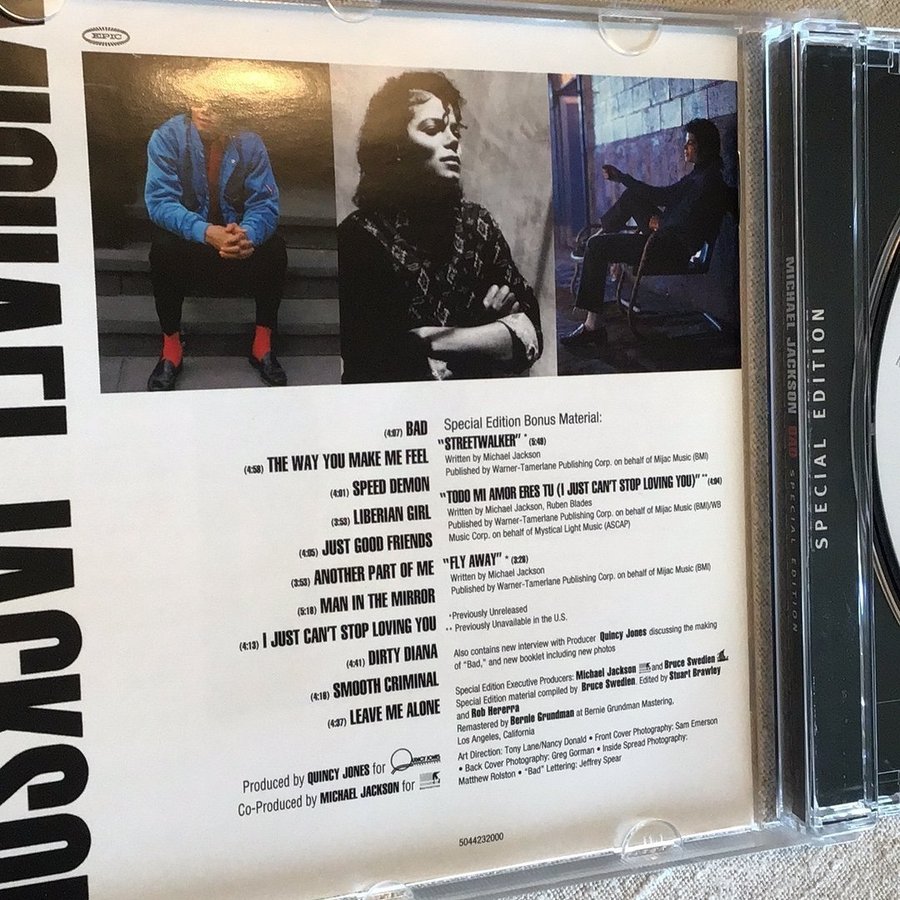 EPIC
MICHAEL JACKSON
(4:07) BAD
(4:58) THE WAY YOU MAKE ME FEEL
(4:01) SPEED DEMON
(3:53) LIBERIAN GIRL
(4:05) JUST GOOD FRIENDS
(3:53) ANOTHER PART OF ME
(5:18) MAN IN THE MIRROR
(4:13) I JUST CAN'T STOP LOVING YOU
(4:41) DIRTY DIANA
(4:18) SMOOTH CRIMINAL
(4:37) LEAVE ME ALONE
Produced by QUINCY JONES for QUINCY JONES
Co-Produced by MICHAEL JACKSON for
Special Edition Bonus Material:
"STREETWALKER" * (5:48)
Written by Michael Jackson
Published by Warner-Tamerlane Publishing Corp. on behalf of Mijac Music (BMI)
"TODO MI AMOR ERES TU (I JUST CAN'T STOP LOVING YOU)" ** (4:04)
Written by Michael Jackson, Ruben Blades
Published by Warner-Tamerlane Publishing Corp. on behalf of Mijac Music (BMI)/WB
Music Corp. on behalf of Mystical Light Music (ASCAP)
"FLY AWAY" * (3:26)
Written by Michael Jackson
Published by Warner-Tamerlane Publishing Corp. on behalf of Mijac Music (BMI)
*Previously Unreleased
** Previously Unavailable in the U.S.
Also contains new interview with Producer Quincy Jones discussing the making
of "Bad," and new booklet including new photos
Special Edition Executive Producers: Michael Jackson and Bruce Swedien
Special Edition material compiled by Bruce Swedien. Edited by Stuart Brawley
and Rob Hererra
Remastered by Bernie Grundman at Bernie Grundman Mastering,
Los Angeles, California
Art Direction: Tony Lane/Nancy Donald • Front Cover Photography: Sam Emerson
• Back Cover Photography: Greg Gorman • Inside Spread Photography:
Matthew Rolston • "Bad" Lettering: Jeffrey Spear
5044232000
MICHAEL JACKSON BAD SPECIAL EDITION
SPECIAL EDITION